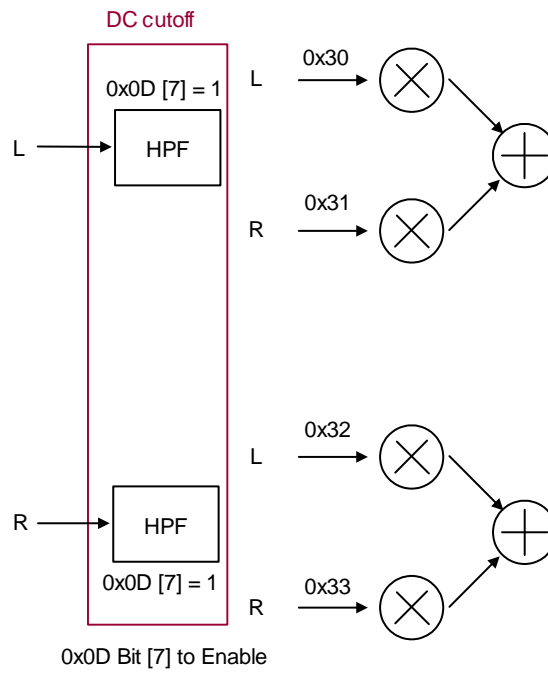 DC cutoff
0x0D [7] = 1
L
HPF
L
0x30
R
0x31
R
HPF
0x0D [7] = 1
L
0x32
R
0x33
0x0D Bit [7] to Enable